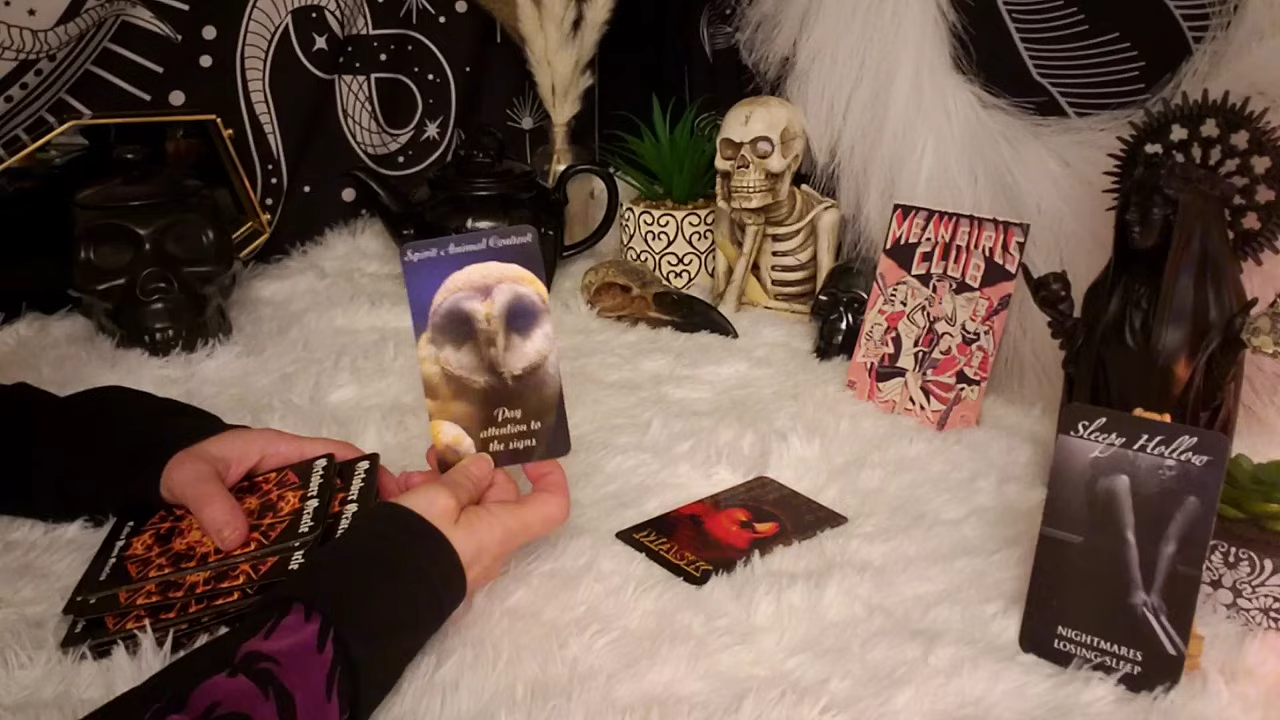 Spirit Animal Control
Pay
attention to
the signs
MEAN GIRLS
CLUB
MASK
Sleepy Hollow
NIGHTMARES
LOSING SLEEP
October Oracle
October Oracle